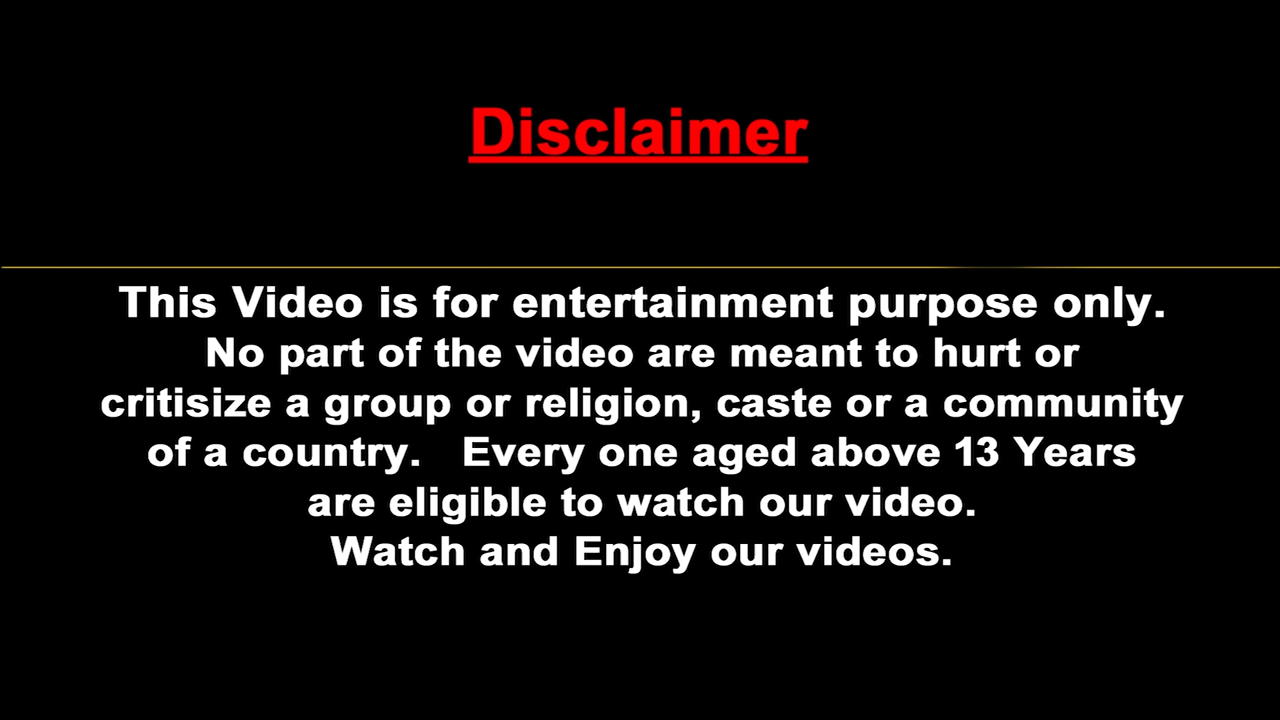 Disclaimer
This Video is for entertainment purpose only.
No part of the video are meant to hurt or
critisize a group or religion, caste or a community
of a country. Every one aged above 13 Years
are eligible to watch our video.
Watch and Enjoy our videos.